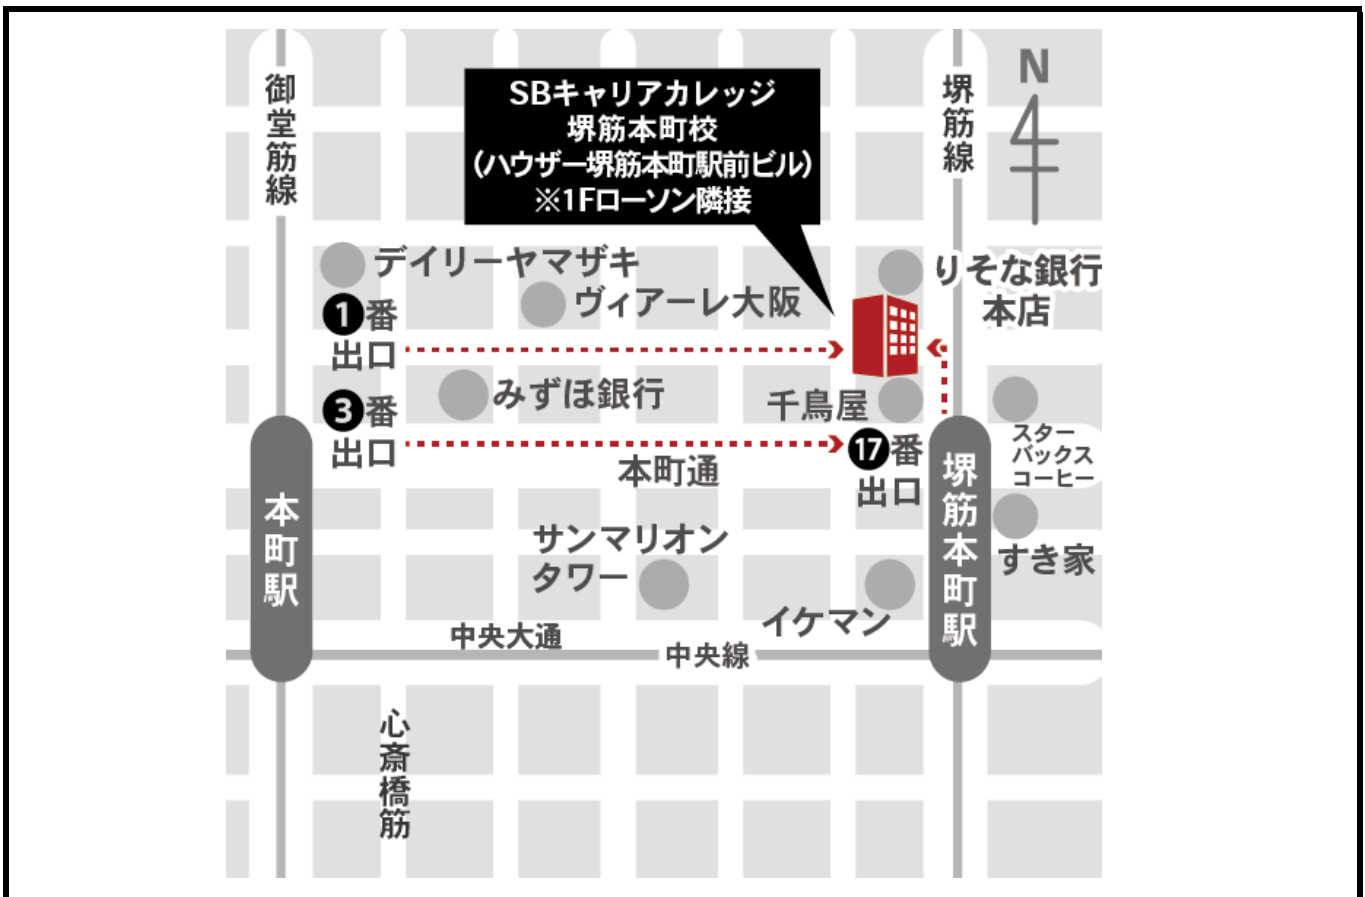 御堂筋線
SBキャリアカレッジ
堺筋本町校
(ハウザー堺筋本町駅前ビル)
※1Fローソン隣接
堺筋線
N
デイリーヤマザキ
りそな銀行
本店
1番
出口
ヴィアーレ大阪
みずほ銀行
3番
出口
千鳥屋
スター
バックス
コーヒー
本町通
17番
出口
本町駅
堺筋本町駅
サンマリオン
タワー
すき家
イケマン
中央大通
中央線
心斎橋筋